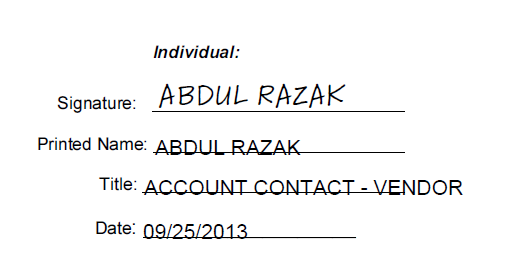 Individual:
Signature: ABDUL RAZAK
Printed Name: ABDUL RAZAK
Title: ACCOUNT CONTACT - VENDOR
Date: 09/25/2013